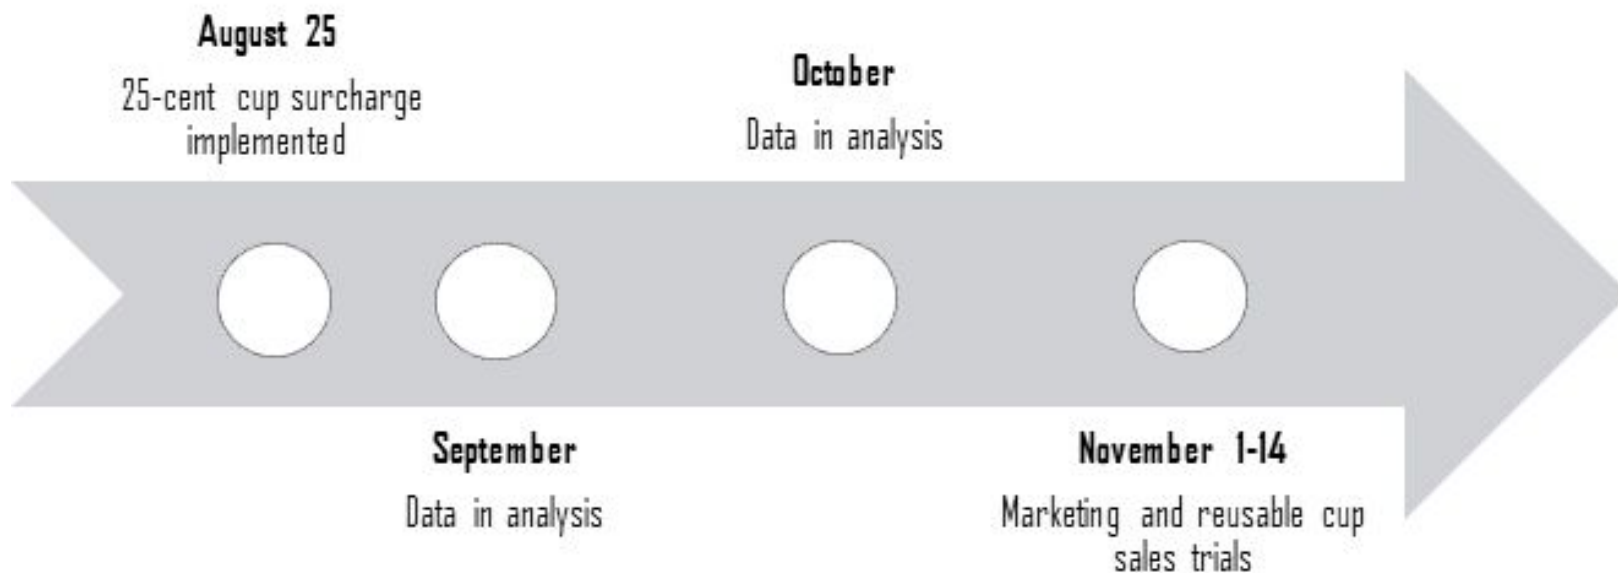 August 25
25-cent cup surcharge
implemented
September
Data in analysis
October
Data in analysis
November 1-14
Marketing and reusable cup
sales trials